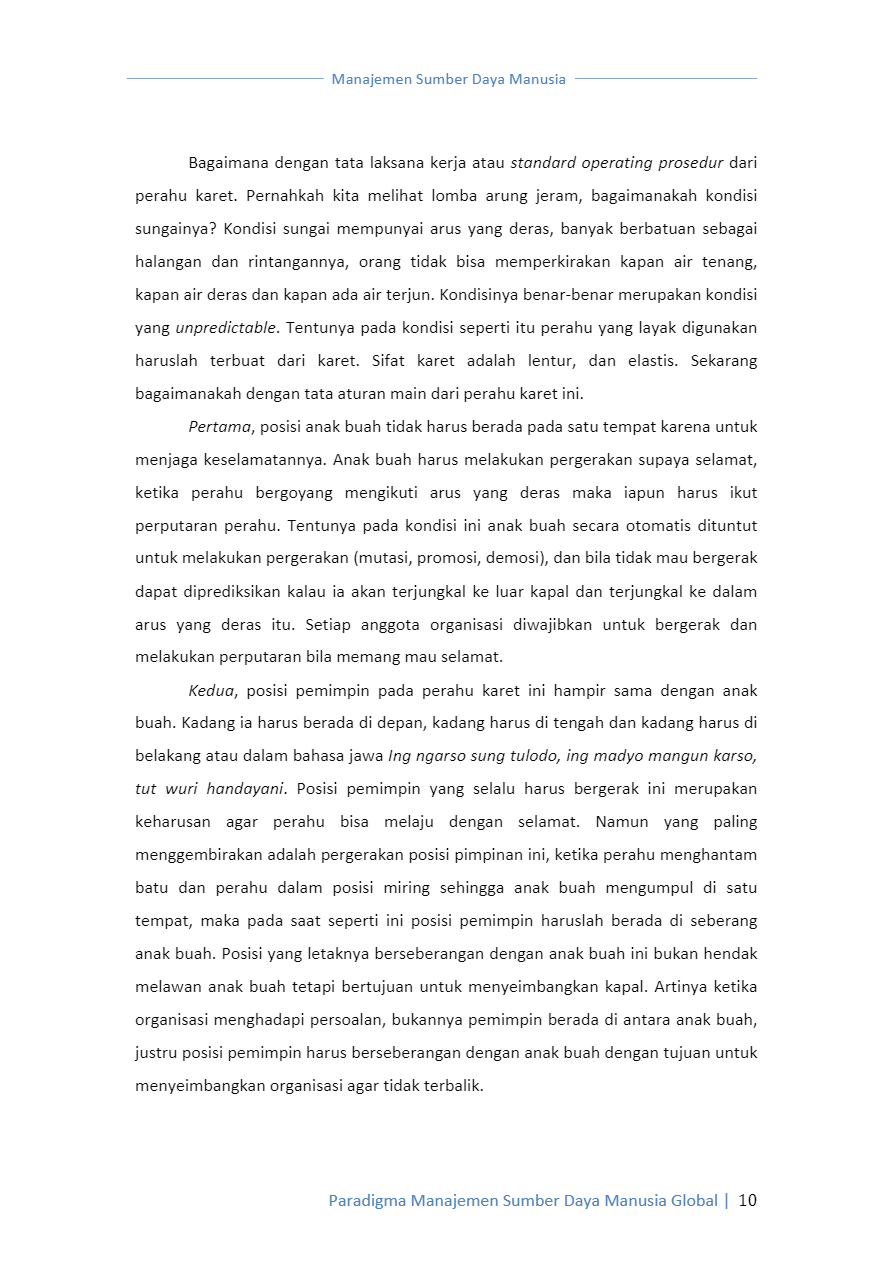 Manajemen Sumber Daya Manusia
Bagaimana dengan tata laksana kerja atau standard operating prosedur dari
perahu karet. Pernahkah kita melihat lomba arung jeram, bagaimanakah kondisi
sungainya? Kondisi sungai mempunyai arus yang deras, banyak berbatuan sebagai
halangan dan rintangannya, orang tidak bisa memperkirakan kapan air tenang,
kapan air deras dan kapan ada air terjun. Kondisinya benar-benar merupakan kondisi
yang unpredictable. Tentunya pada kondisi seperti itu perahu yang layak digunakan
haruslah terbuat dari karet. Sifat karet adalah lentur, dan elastis. Sekarang
bagaimanakah dengan tata aturan main dari perahu karet ini.
Pertama, posisi anak buah tidak harus berada pada satu tempat karena untuk
menjaga keselamatannya. Anak buah harus melakukan pergerakan supaya selamat,
ketika perahu bergoyang mengikuti arus yang deras maka iapun harus ikut
perputaran perahu. Tentunya pada kondisi ini anak buah secara otomatis dituntut
untuk melakukan pergerakan (mutasi, promosi, demosi), dan bila tidak mau bergerak
dapat diprediksikan kalau ia akan terjungkal ke luar kapal dan terjungkal ke dalam
arus yang deras itu. Setiap anggota organisasi diwajibkan untuk bergerak dan
melakukan perputaran bila memang mau selamat.
Kedua, posisi pemimpin pada perahu karet ini hampir sama dengan anak
buah. Kadang ia harus berada di depan, kadang harus di tengah dan kadang harus di
belakang atau dalam bahasa jawa Ing ngarso sung tulodo, ing madyo mangun karso,
tut wuri handayani. Posisi pemimpin yang selalu harus bergerak ini merupakan
keharusan agar perahu bisa melaju dengan selamat. Namun yang paling
menggembirakan adalah pergerakan posisi pimpinan ini, ketika perahu menghantam
batu dan perahu dalam posisi miring sehingga anak buah mengumpul di satu
tempat, maka pada saat seperti ini posisi pemimpin haruslah berada di seberang
anak buah. Posisi yang letaknya berseberangan dengan anak buah ini bukan hendak
melawan anak buah tetapi bertujuan untuk menyeimbangkan kapal. Artinya ketika
organisasi menghadapi persoalan, bukannya pemimpin berada di antara anak buah,
justru posisi pemimpin harus berseberangan dengan anak buah dengan tujuan untuk
menyeimbangkan organisasi agar tidak terbalik.
Paradigma Manajemen Sumber Daya Manusia Global | 10